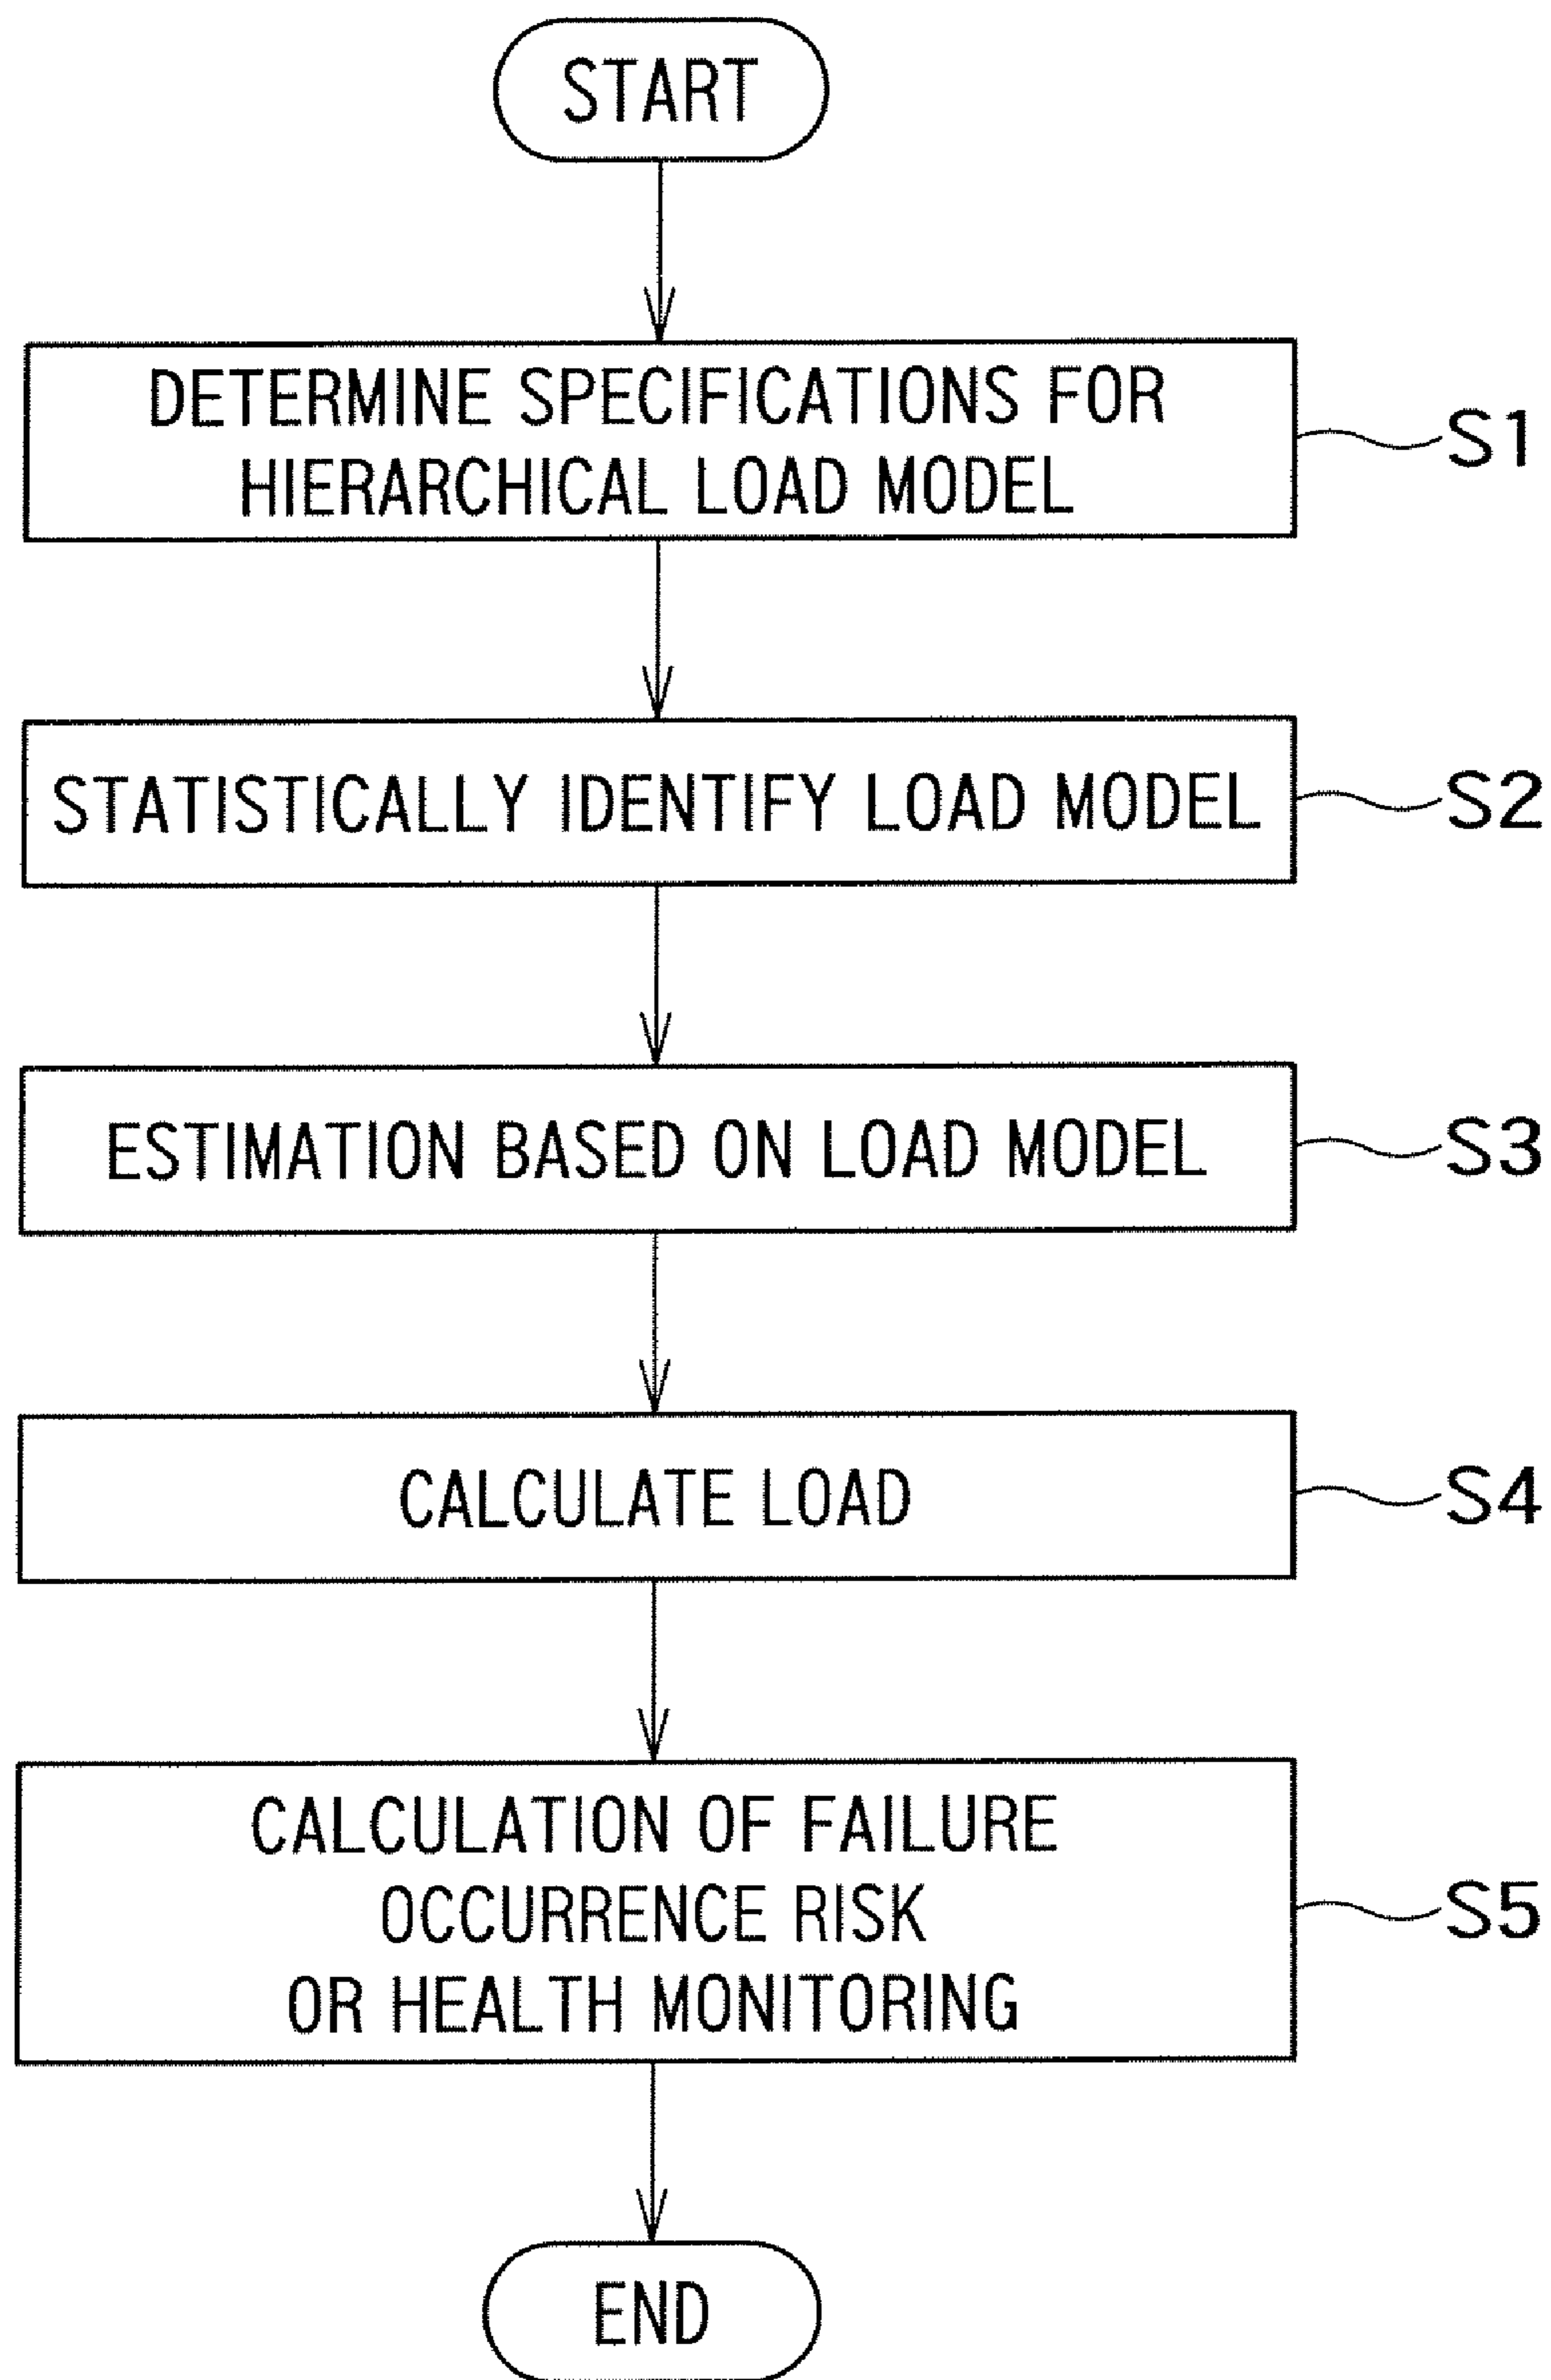 START
DETERMINE SPECIFICATIONS FOR
HIERARCHICAL LOAD MODEL
S1
STATISTICALLY IDENTIFY LOAD MODEL
S2
ESTIMATION BASED ON LOAD MODEL
S3
CALCULATE LOAD
S4
CALCULATION OF FAILURE
OCCURRENCE RISK
OR HEALTH MONITORING
S5
END